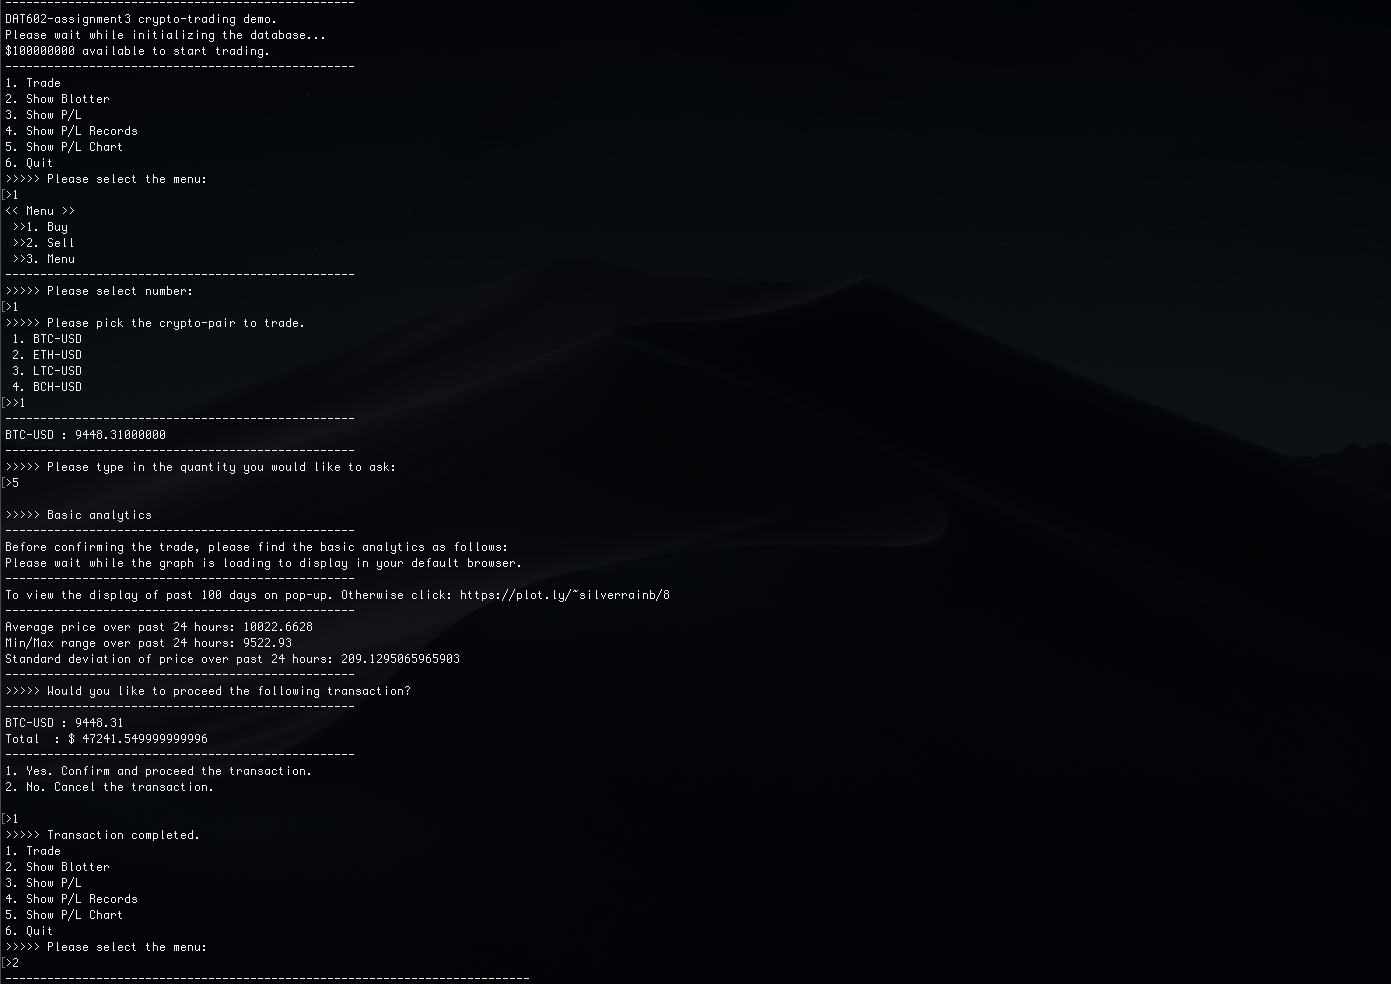 --------------------------------------------------
DAT602-assignment3 crypto-trading demo.
Please wait while initializing the database...
$100000000 available to start trading.
--------------------------------------------------
1. Trade
2. Show Blotter
3. Show P/L
4. Show P/L Records
5. Show P/L Chart
6. Quit
>>>>> Please select the menu:
[>1
<< Menu >>
 >>1. Buy
 >>2. Sell
 >>3. Menu
--------------------------------------------------
>>>>> Please select number:
[>1
>>>>> Please pick the crypto-pair to trade.
 1. BTC-USD
 2. ETH-USD
 3. LTC-USD
 4. BCH-USD
[>>1
--------------------------------------------------
BTC-USD : 9448.31000000
--------------------------------------------------
>>>>> Please type in the quantity you would like to ask:
[>5

>>>>> Basic analytics
--------------------------------------------------
Before confirming the trade, please find the basic analytics as follows:
Please wait while the graph is loading to display in your default browser.
--------------------------------------------------
To view the display of past 100 days on pop-up. Otherwise click: https://plot.ly/~silverrainb/8
--------------------------------------------------
Average price over past 24 hours: 10022.6628
Min/Max range over past 24 hours: 9522.93
Standard deviation of price over past 24 hours: 209.1295065965903
--------------------------------------------------
>>>>> Would you like to proceed the following transaction?
--------------------------------------------------
BTC-USD : 9448.31
Total  : $ 47241.549999999996
--------------------------------------------------
1. Yes. Confirm and proceed the transaction.
2. No. Cancel the transaction.

[>1
>>>>> Transaction completed.
1. Trade
2. Show Blotter
3. Show P/L
4. Show P/L Records
5. Show P/L Chart
6. Quit
>>>>> Please select the menu:
[>2
---------------------------------------------------------------------------